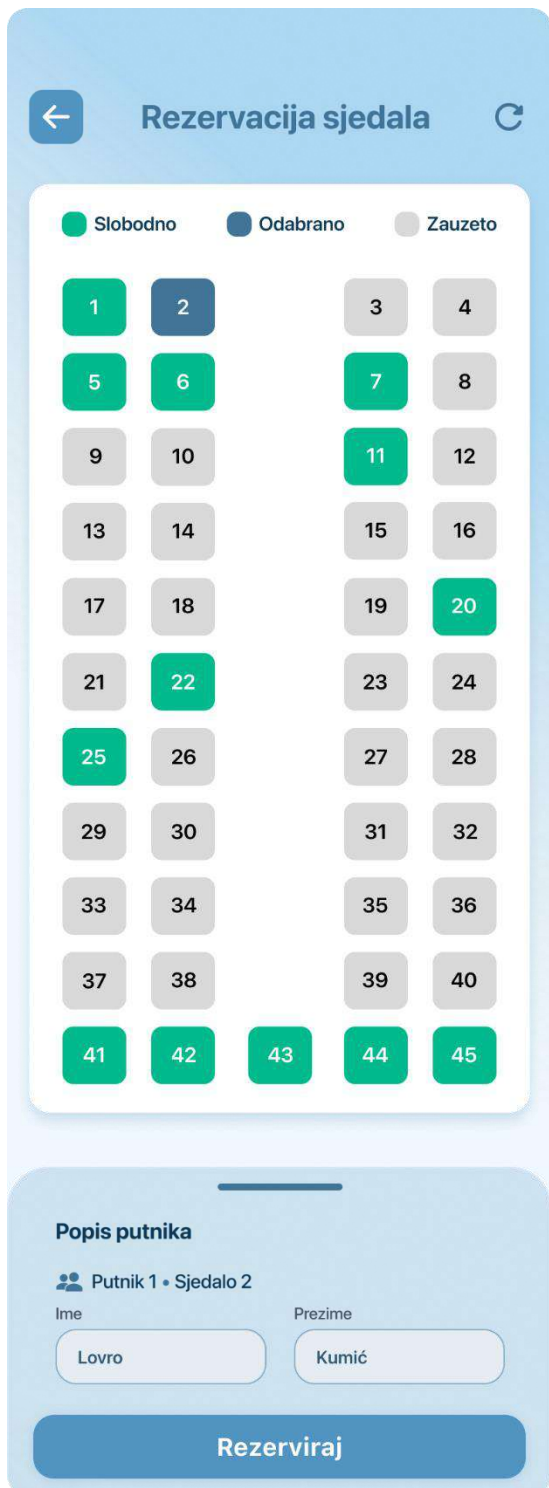 Rezervacija sjedala
Slobodno Odabrano Zauzeto
1 2 3 4
5 6 7 8
9 10 11 12
13 14 15 16
17 18 19 20
21 22 23 24
25 26 27 28
29 30 31 32
33 34 35 36
37 38 39 40
41 42 43 44 45
Popis putnika
Putnik 1 • Sjedalo 2
Ime Prezime
Lovro Kumić
Rezerviraj